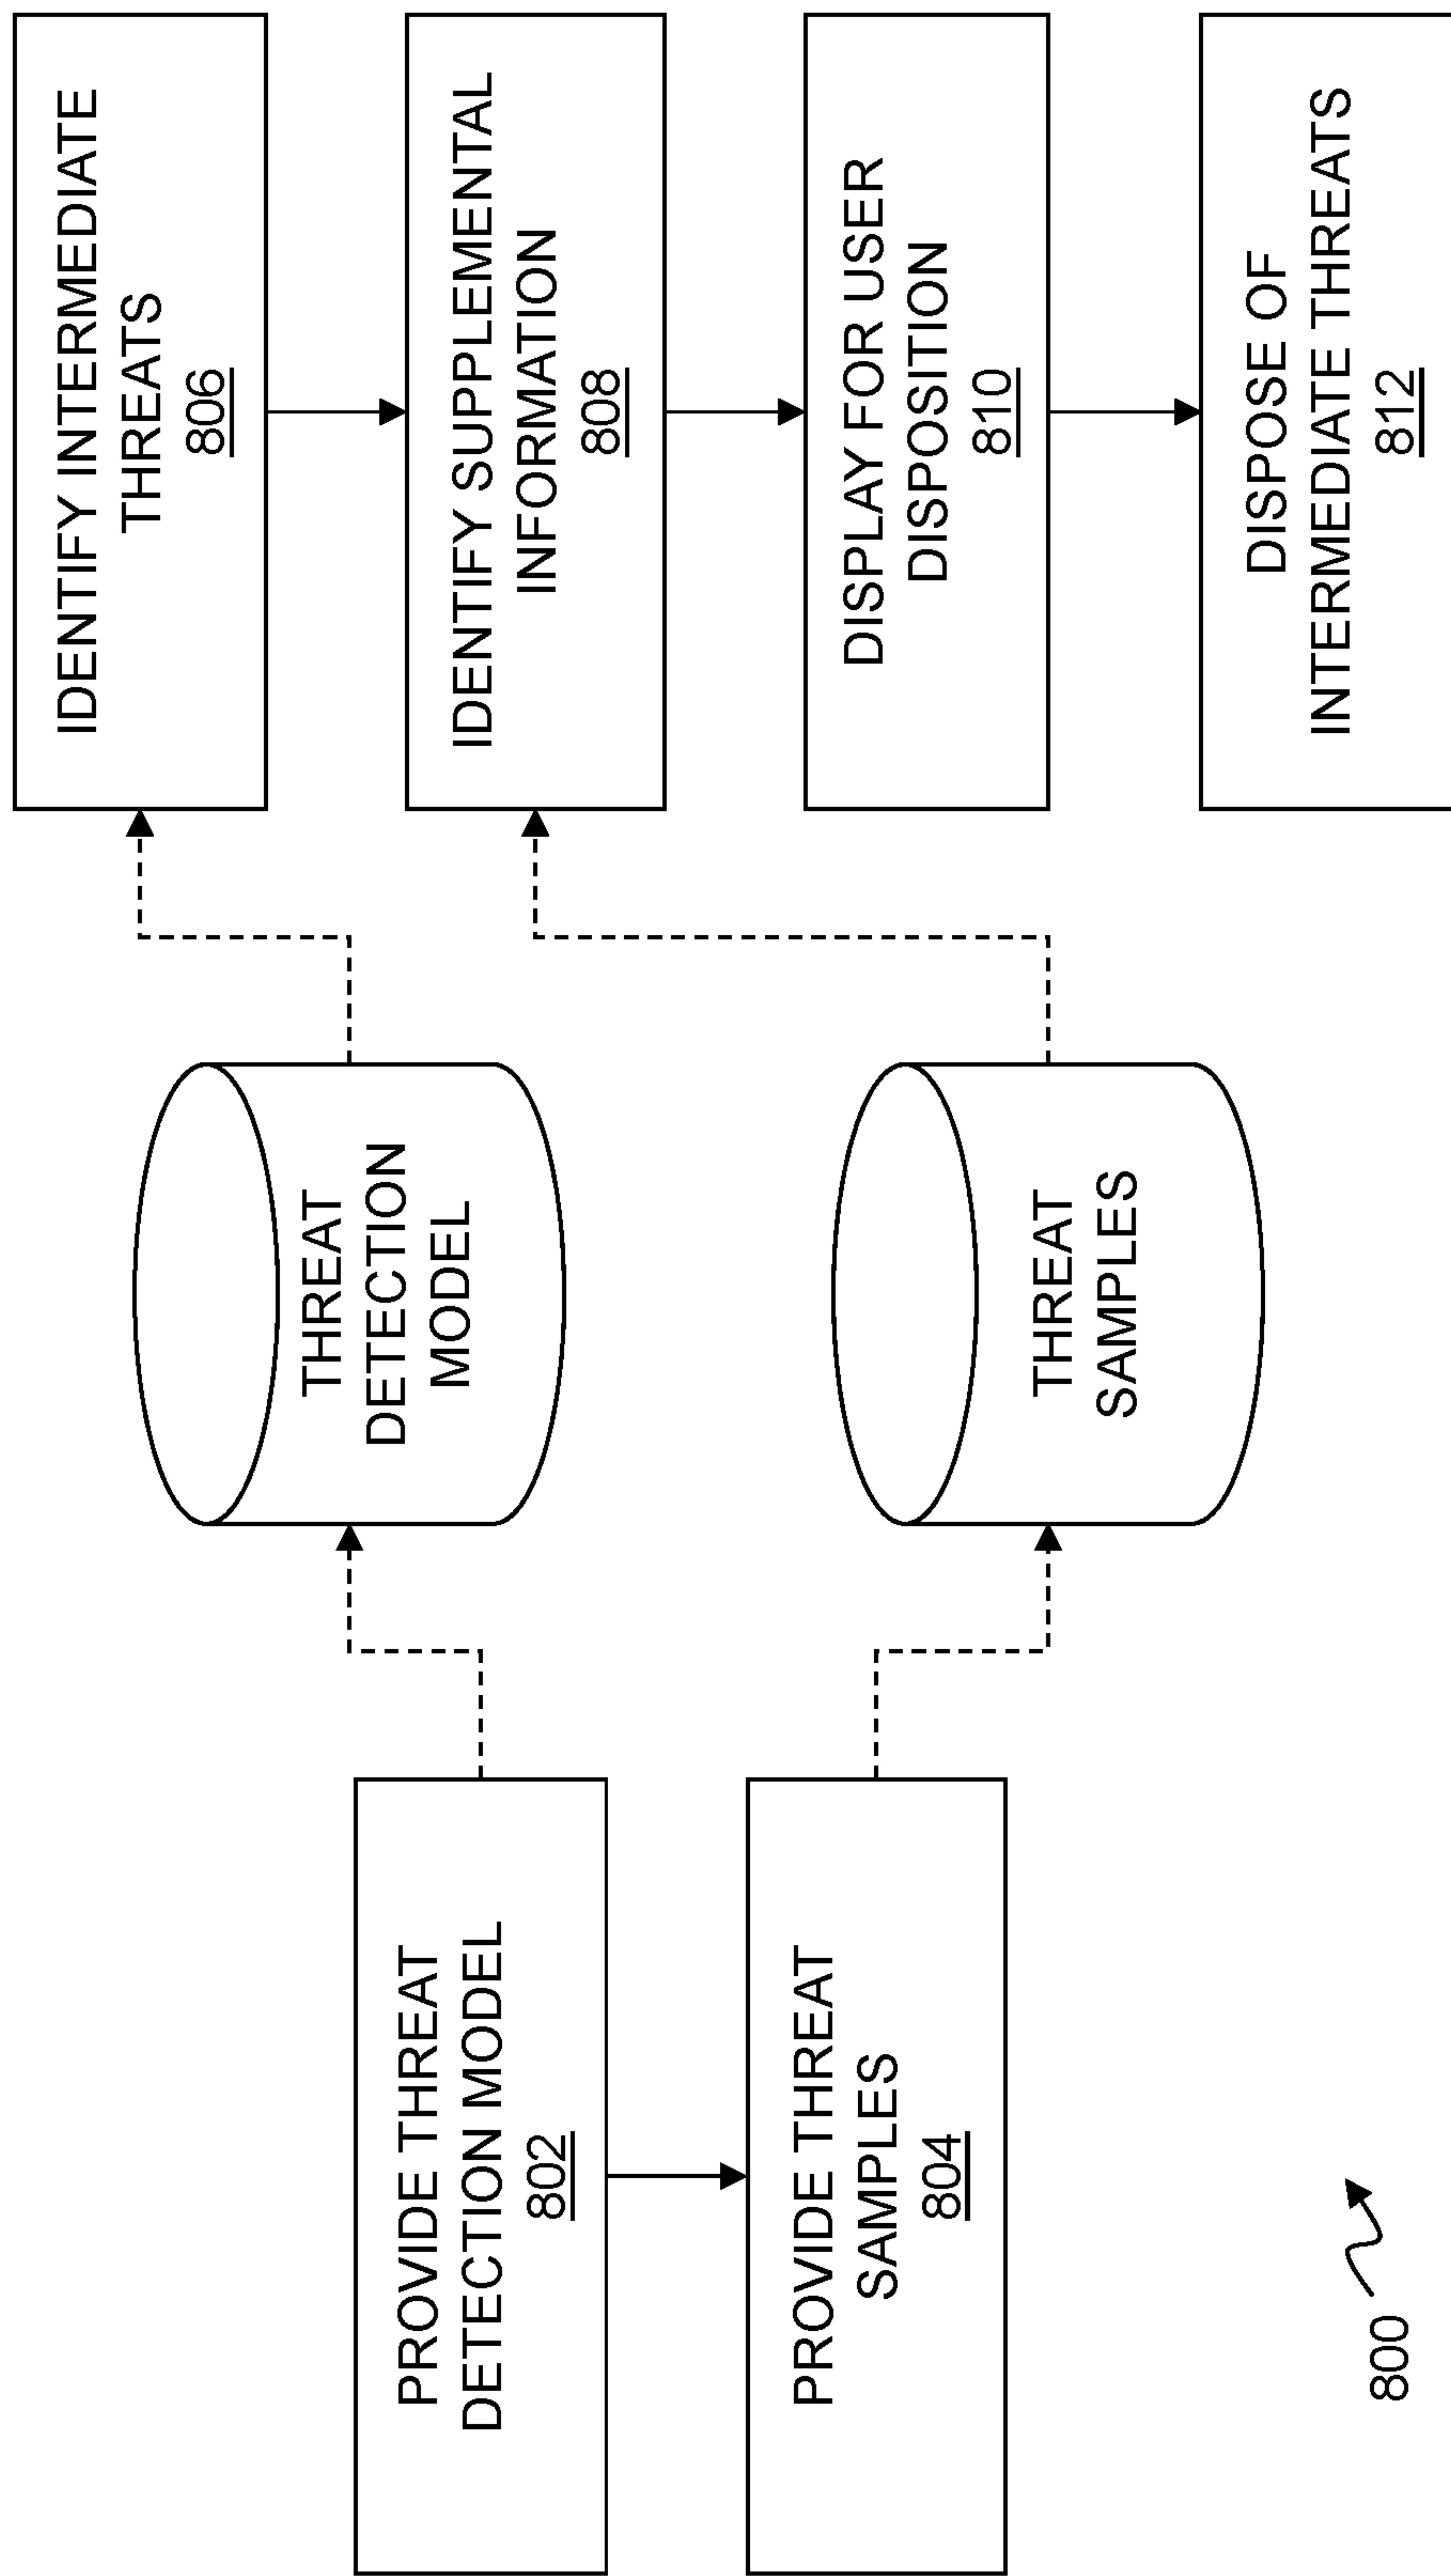 PROVIDE THREAT
DETECTION MODEL
802
PROVIDE THREAT
SAMPLES
804
THREAT
DETECTION
MODEL
THREAT
SAMPLES
IDENTIFY INTERMEDIATE
THREATS
806
IDENTIFY SUPPLEMENTAL
INFORMATION
808
DISPLAY FOR USER
DISPOSITION
810
DISPOSE OF
INTERMEDIATE THREATS
812
800